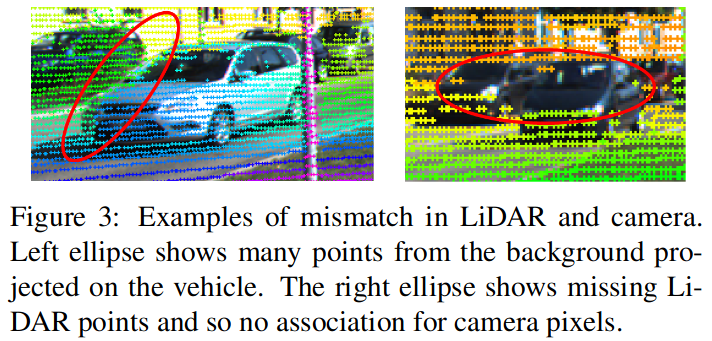 Figure 3: Examples of mismatch in LiDAR and camera.
Left ellipse shows many points from the background pro-
jected on the vehicle. The right ellipse shows missing Li-
DAR points and so no association for camera pixels.